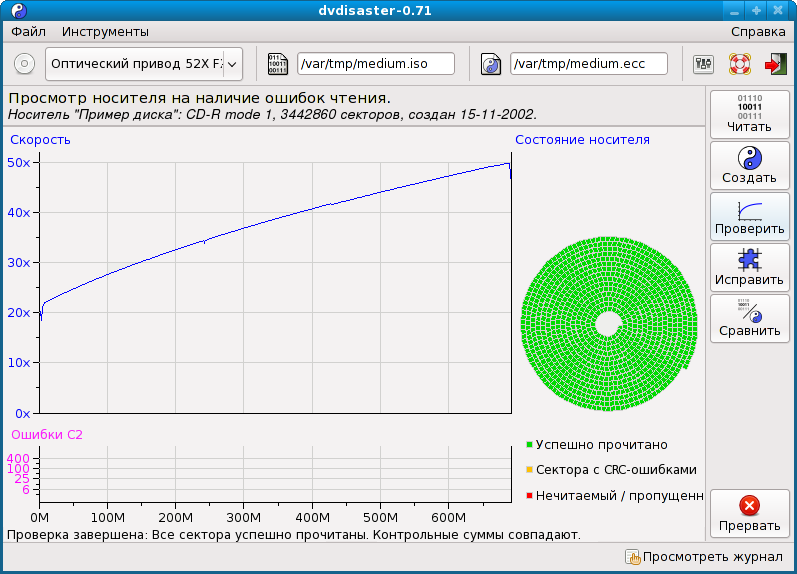 dvdisaster-0.71
Файл Инструменты Справка
Оптический привод 52X F /var/tmp/medium.iso /var/tmp/medium.ecc
Просмотр носителя на наличие ошибок чтения.
Носитель "Пример диска": CD-R mode 1, 3442860 секторов, создан 15-11-2002.
Скорость
50x
40x
30x
20x
10x
0x
Ошибки C2
400
100
25
6
0M 100M 200M 300M 400M 500M 600M
Состояние носителя
Успешно прочитано
Сектора с CRC-ошибками
Нечитаемый / пропущенн
Проверка завершена: Все сектора успешно прочитаны. Контрольные суммы совпадают.
01110
10011
00111
Читать
Создать
Проверить
Исправить
Сравнить
Прервать
Просмотреть журнал